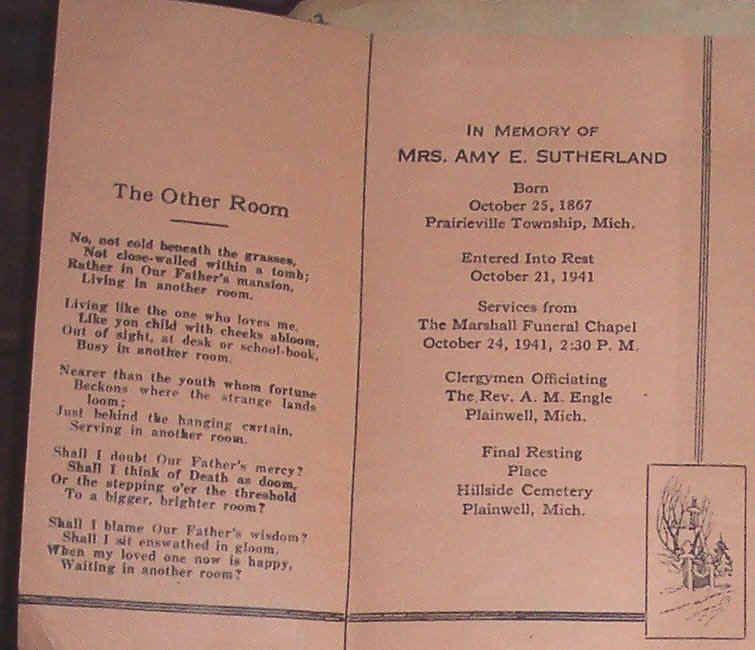 The Other Room
No, not cold beneath the grasses,
Not close-walled within a tomb;
Rather in Our Father's mansion,
Living in another room.
Living like the one who loves me,
Like yon child with cheeks abloom,
Out of sight, at desk or school-book,
Busy in another room.
Nearer than the youth whom fortune
Beckons where the strange lands
loom;
Just behind the hanging curtain,
Serving in another room.
Shall I doubt Our Father's mercy?
Shall I think of Death as doom,
Or the stepping o'er the threshold
To a bigger, brighter room?
Shall I blame Our Father's wisdom?
Shall I sit enswathed in gloom,
When my loved one now is happy,
Waiting in another room?
IN MEMORY OF
MRS. AMY E. SUTHERLAND
Born
October 25, 1867
Prairieville Township, Mich.
Entered Into Rest
October 21, 1941
Services from
The Marshall Funeral Chapel
October 24, 1941, 2:30 P. M.
Clergymen Officiating
The Rev. A. M. Engle
Plainwell, Mich.
Final Resting
Place
Hillside Cemetery
Plainwell, Mich.